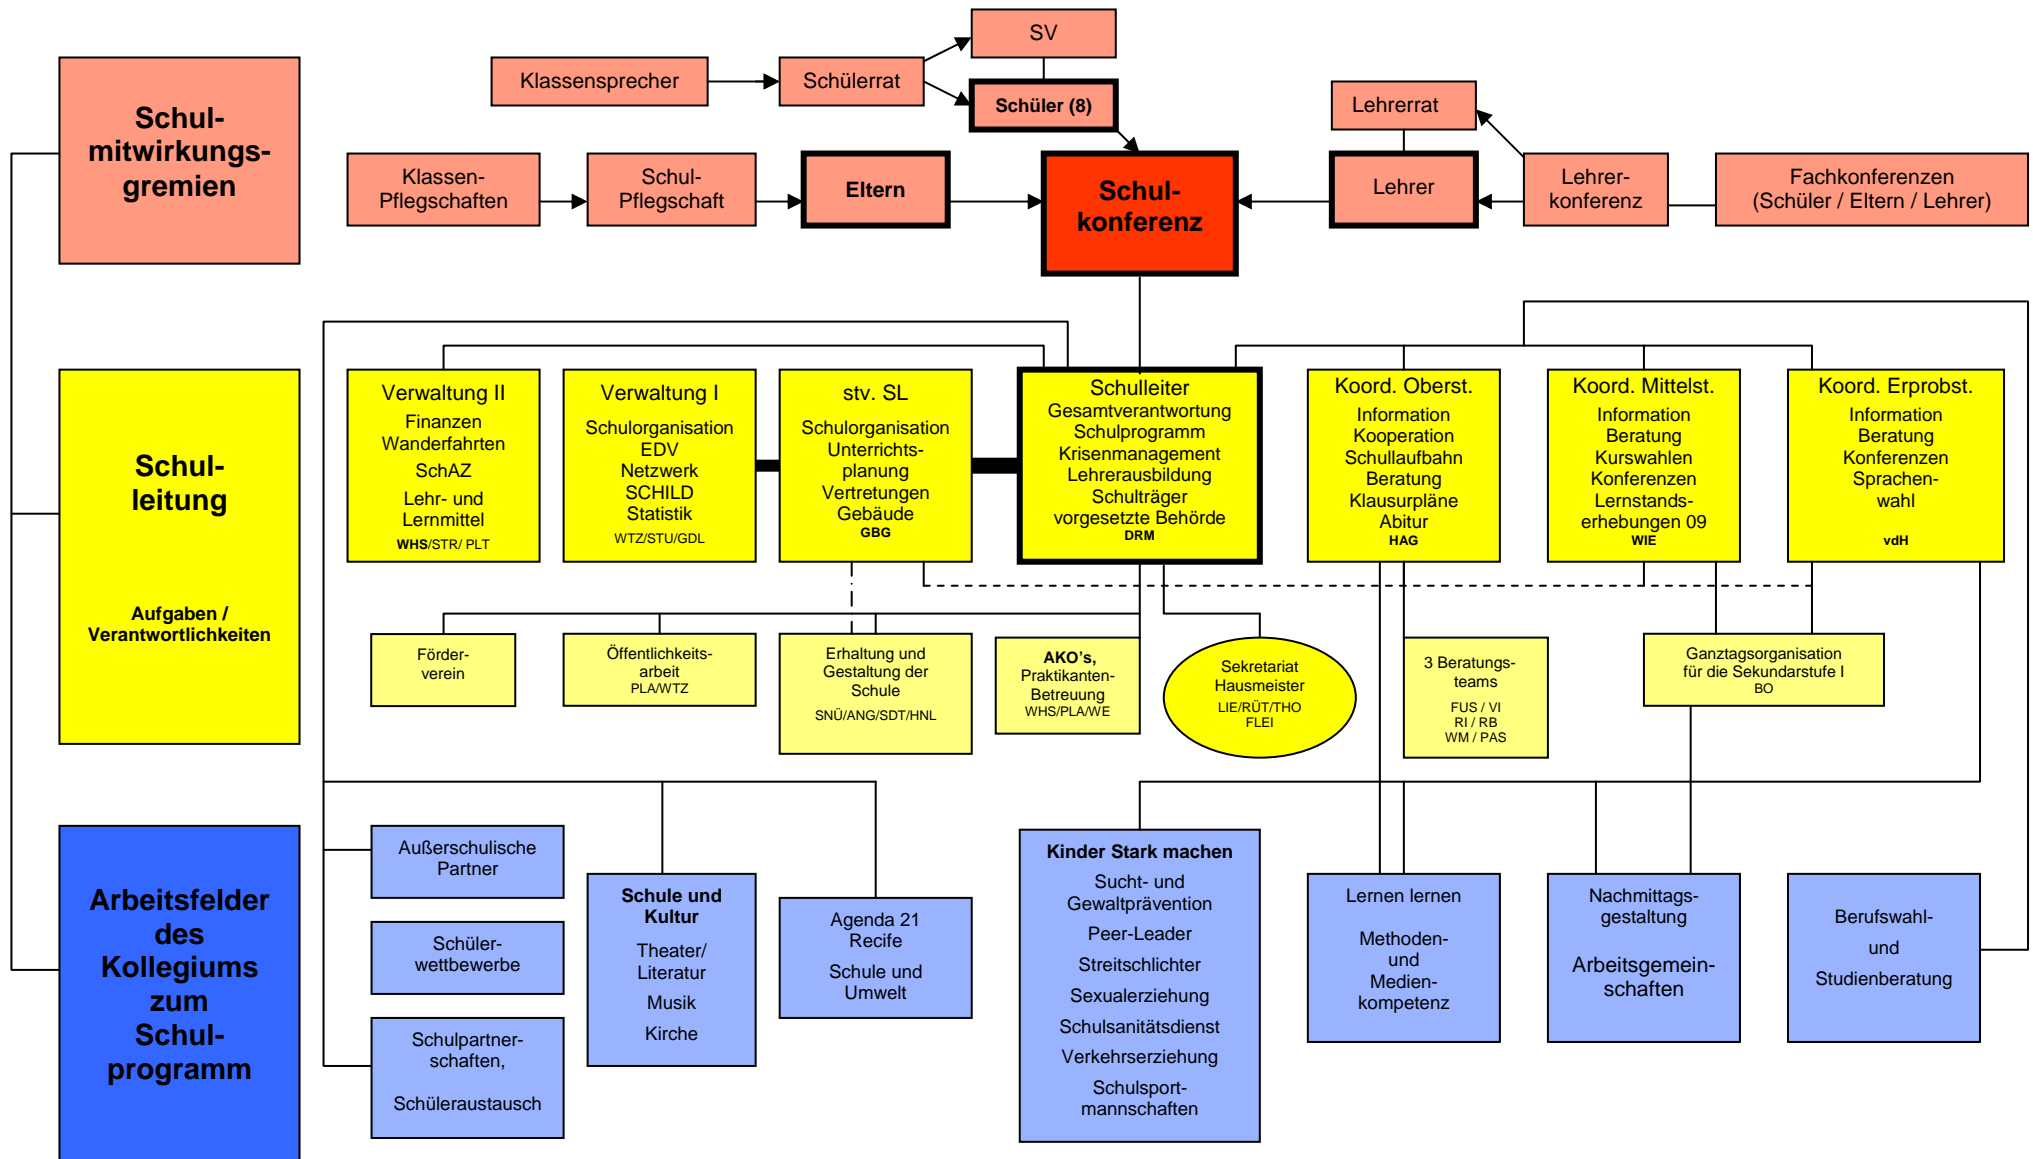 SV
Klassensprecher
Schülerrat
Schüler (8)
Lehrerrat
Schul-
mitwirkungs-
gremien
Klassen-
Pflegschaften
Schul-
Pflegschaft
Eltern
Schul-
konferenz
Lehrer
Lehrer-
konferenz
Fachkonferenzen
(Schüler / Eltern / Lehrer)
Schul-
leitung
Aufgaben /
Verantwortlichkeiten
Verwaltung II
Finanzen
Wanderfahrten
SchAZ
Lehr- und
Lernmittel
WHS/STR/ PLT
Verwaltung I
Schulorganisation
EDV
Netzwerk
SCHILD
Statistik
WTZ/STU/GDL
stv. SL
Schulorganisation
Unterrichts-
planung
Vertretungen
Gebäude
GBG
Schulleiter
Gesamtverantwortung
Schulprogramm
Krisenmanagement
Lehrerausbildung
Schulträger
vorgesetzte Behörde
DRM
Koord. Oberst.
Information
Kooperation
Schullaufbahn
Beratung
Klausurpläne
Abitur
HAG
Koord. Mittelst.
Information
Beratung
Kurswahlen
Konferenzen
Lernstands-
erhebungen 09
WIE
Koord. Erprobst.
Information
Beratung
Konferenzen
Sprachen-
wahl
vdH
Förder-
verein
Öffentlichkeits-
arbeit
PLA/WTZ
Erhaltung und
Gestaltung der
Schule
SNÜ/ANG/SDT/HNL
AKO's,
Praktikanten-
Betreuung
WHS/PLA/WE
Sekretariat
Hausmeister
LIE/RÜT/THO
FLEI
3 Beratungs-
teams
FUS / VI
RI / RB
WM / PAS
Ganztagsorganisation
für die Sekundarstufe I
BO
Arbeitsfelder
des
Kollegiums
zum
Schul-
programm
Außerschulische
Partner
Schüler-
wettbewerbe
Schulpartner-
schaften,
Schüleraustausch
Schule und
Kultur
Theater/
Literatur
Musik
Kirche
Agenda 21
Recife
Schule und
Umwelt
Kinder Stark machen
Sucht- und
Gewaltprävention
Peer-Leader
Streitschlichter
Sexualerziehung
Schulsanitätsdienst
Verkehrserziehung
Schulsport-
mannschaften
Lernen lernen
Methoden-
und
Medien-
kompetenz
Nachmittags-
gestaltung
Arbeitsgemein-
schaften
Berufswahl-
und
Studienberatung